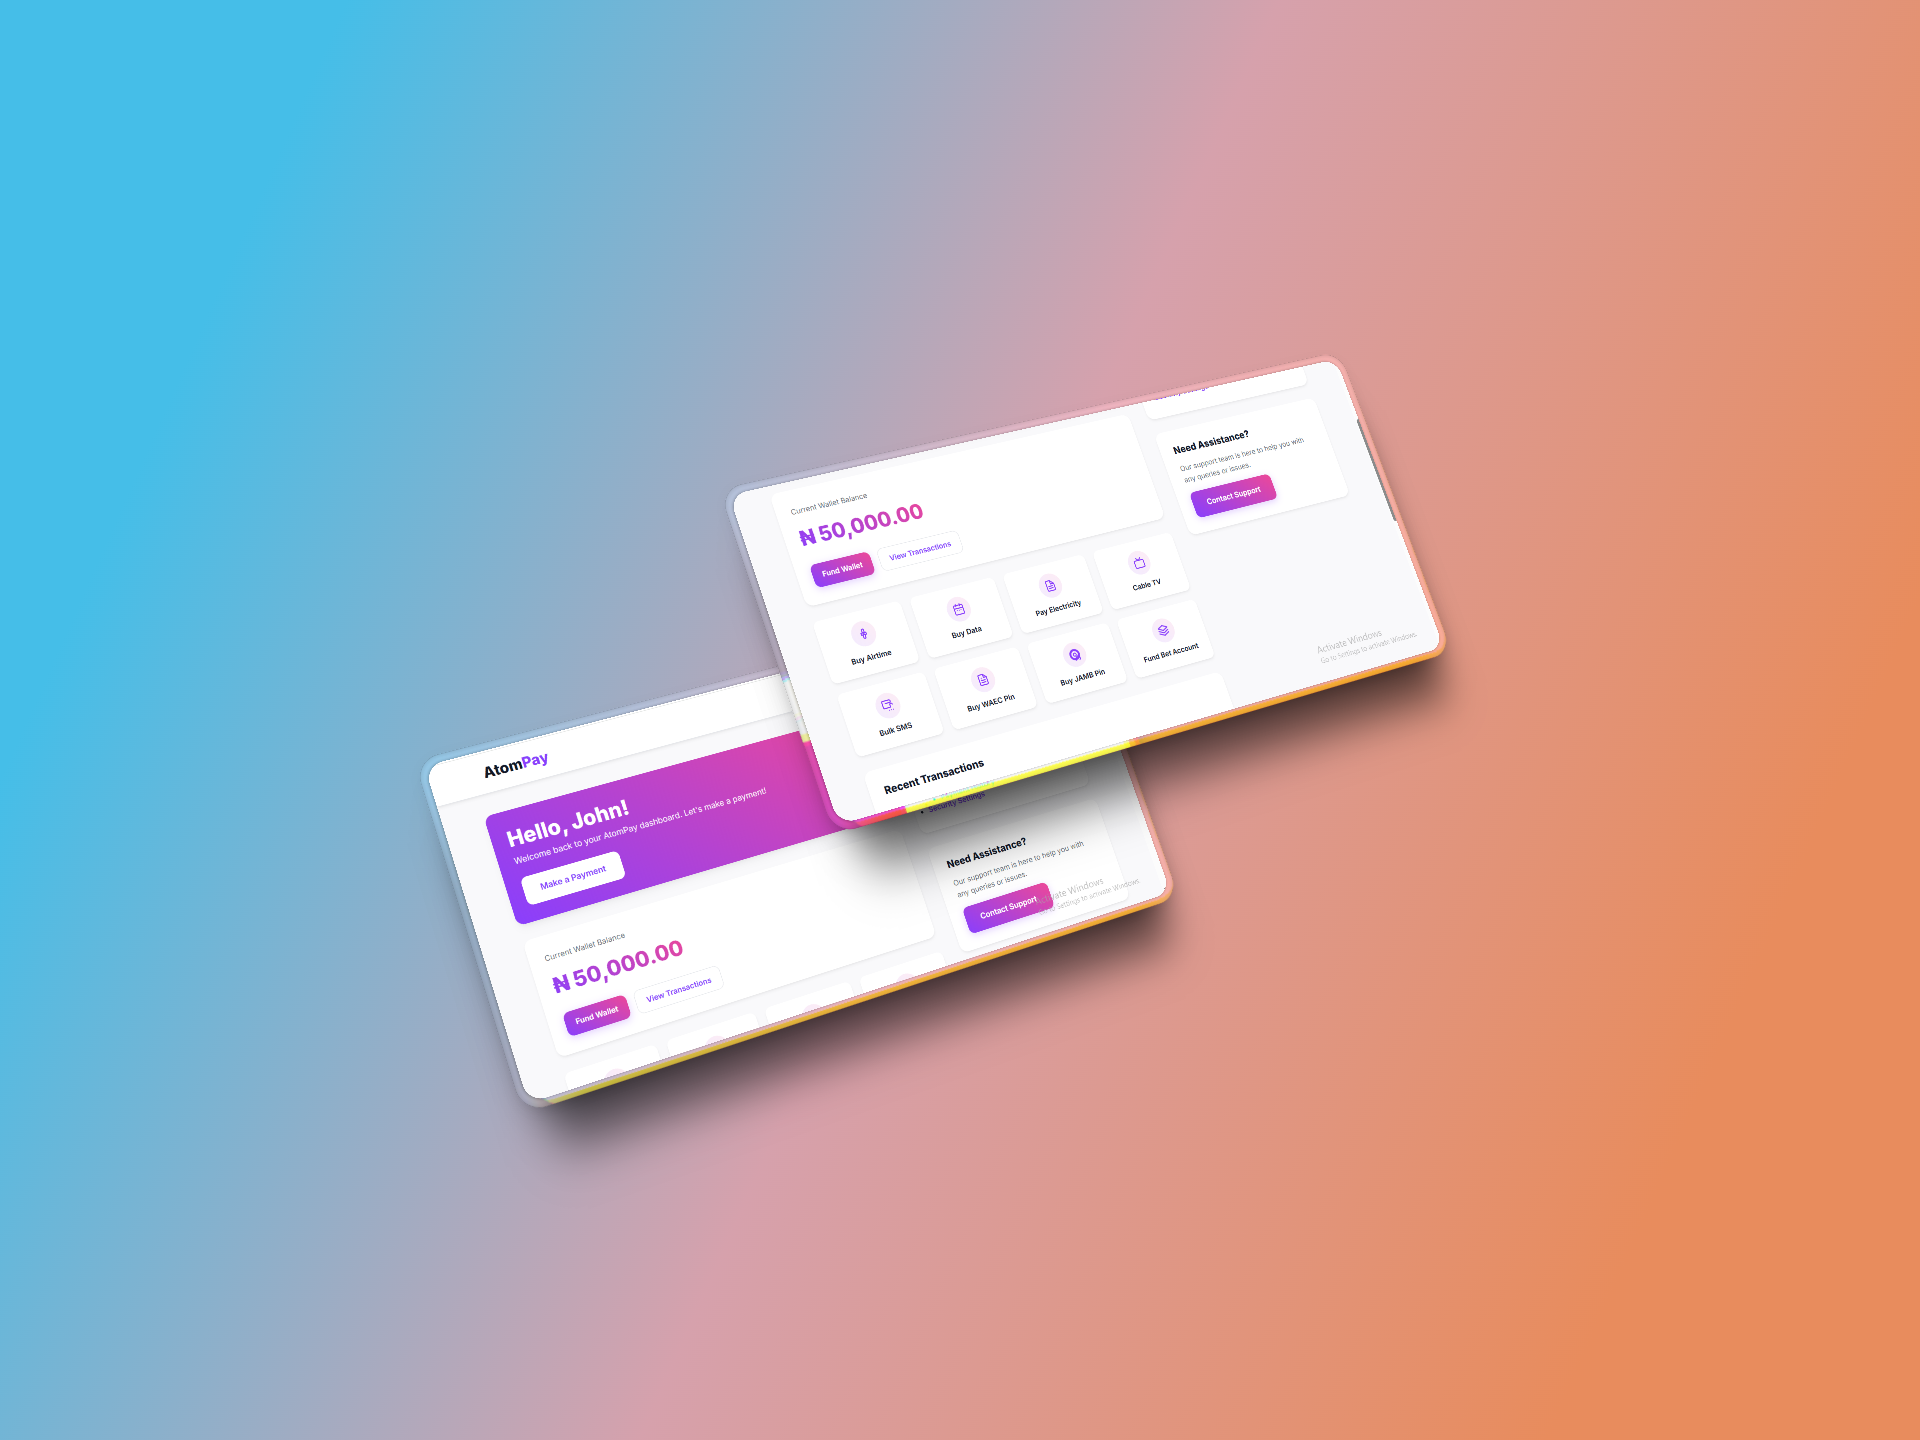 Need Assistance?
Our support team is here to help you with
any queries or issues.
Contact Support
Current Wallet Balance
₦ 50,000.00
Fund Wallet
View Transactions
Buy Airtime
Buy Data
Pay Electricity
Cable TV
Bulk SMS
Buy WAEC Pin
Buy JAMB Pin
Fund Bet Account
Activate Windows
Go to Settings to activate Windows.
Recent Transactions
AtomPay
Hello, John!
Welcome back to your AtomPay dashboard. Let's make a payment!
Make a Payment
Current Wallet Balance
₦ 50,000.00
Fund Wallet
View Transactions
Security Settings
Need Assistance?
Our support team is here to help you with
any queries or issues.
Contact Support
Activate Windows
Go to Settings to activate Windows.